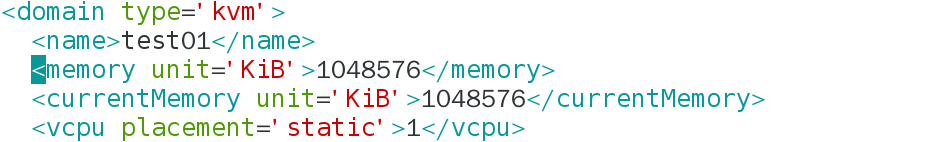 <domain type='kvm'>
  <name>test01</name>
  <memory unit='KiB'>1048576</memory>
  <currentMemory unit='KiB'>1048576</currentMemory>
  <vcpu placement='static'>1</vcpu>